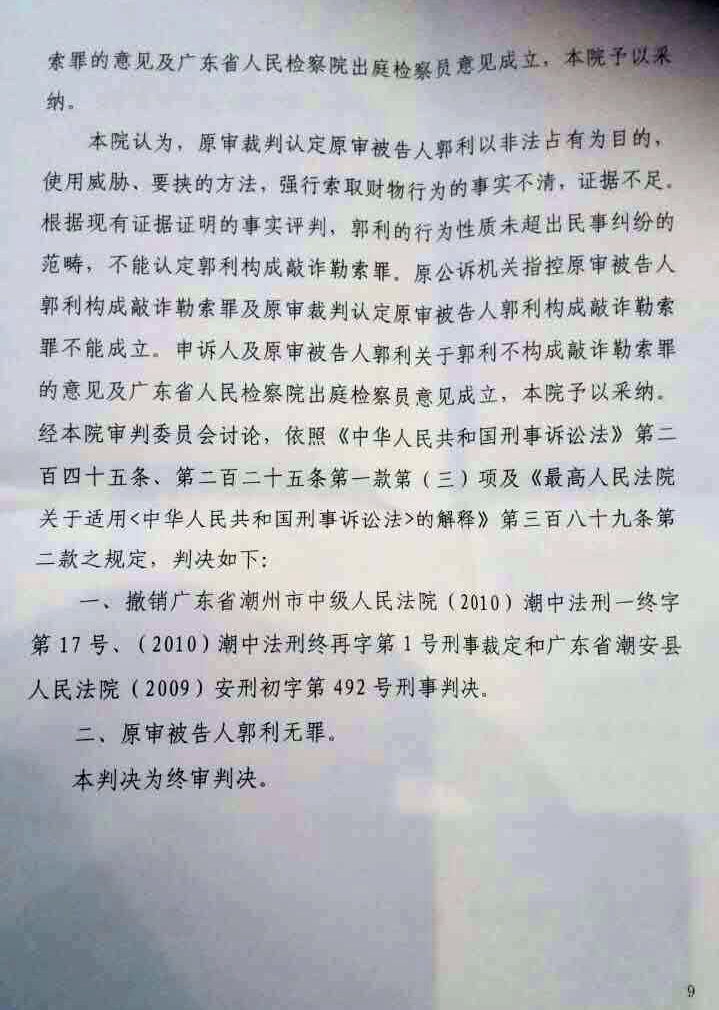 索罪的意见及广东省人民检察院出庭检察员意见成立，本院予以采
纳。
本院认为，原审裁判认定原审被告人郭利以非法占有为目的，
使用威胁、要挟的方法，强行索取财物行为的事实不清，证据不足。
根据现有证据证明的事实评判，郭利的行为性质未超出民事纠纷的
范畴，不能认定郭利构成敲诈勒索罪。原公诉机关指控原审被告人
郭利构成敲诈勒索罪及原审裁判认定原审被告人郭利构成敲诈勒索
罪不能成立。申诉人及原审被告人郭利关于郭利不构成敲诈勒索罪
的意见及广东省人民检察院出庭检察员意见成立，本院予以采纳。
经本院审判委员会讨论，依照《中华人民共和国刑事诉讼法》第二
百四十五条、第二百二十五条第一款第（三）项及《最高人民法院
关于适用<中华人民共和国刑事诉讼法>的解释》第三百八十九条第
二款之规定，判决如下：
一、撤销广东省潮州市中级人民法院（2010）潮中法刑一终字
第17号、（2010）潮中法刑终再字第1号刑事裁定和广东省潮安县
人民法院（2009）安刑初字第492号刑事判决。
二、原审被告人郭利无罪。
本判决为终审判决。
9